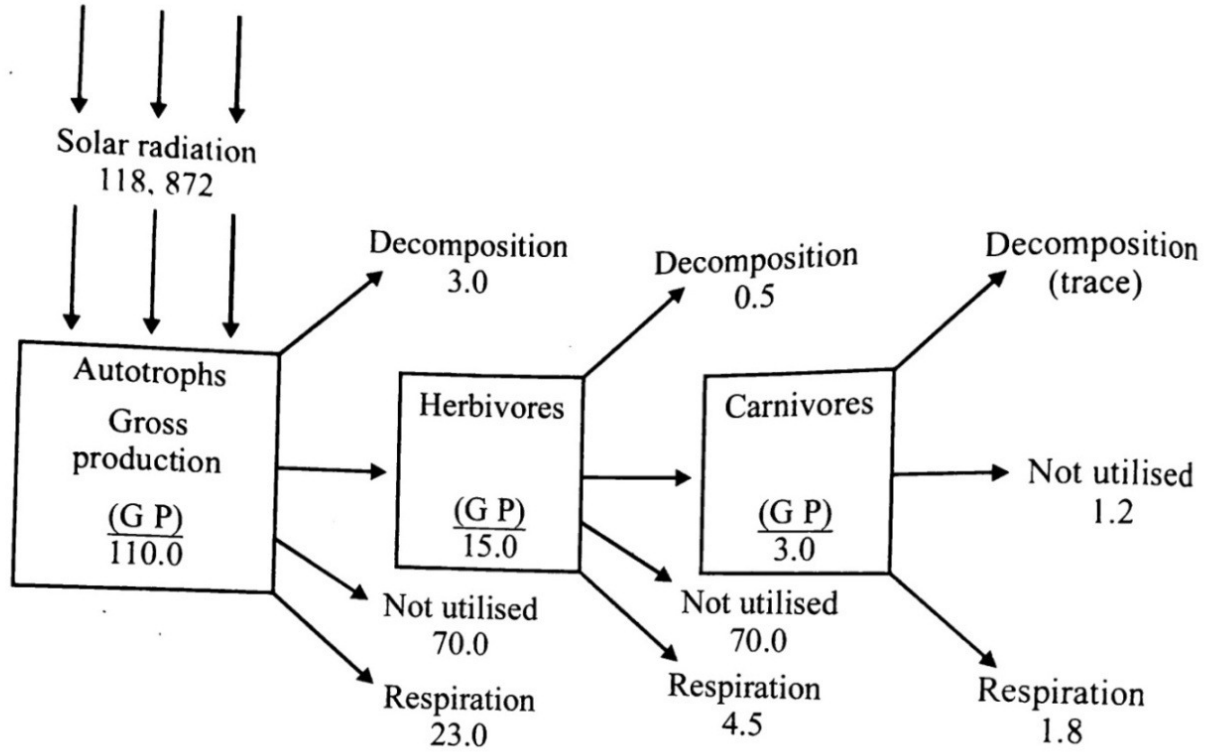 Solar radiation
118, 872
Decomposition
3.0
Decomposition
0.5
Decomposition
(trace)
Autotrophs
Gross
production
(G P)
110.0
Herbivores
(G P)
15.0
Carnivores
(G P)
3.0
Not utilised
1.2
Not utilised
70.0
Not utilised
70.0
Respiration
23.0
Respiration
4.5
Respiration
1.8